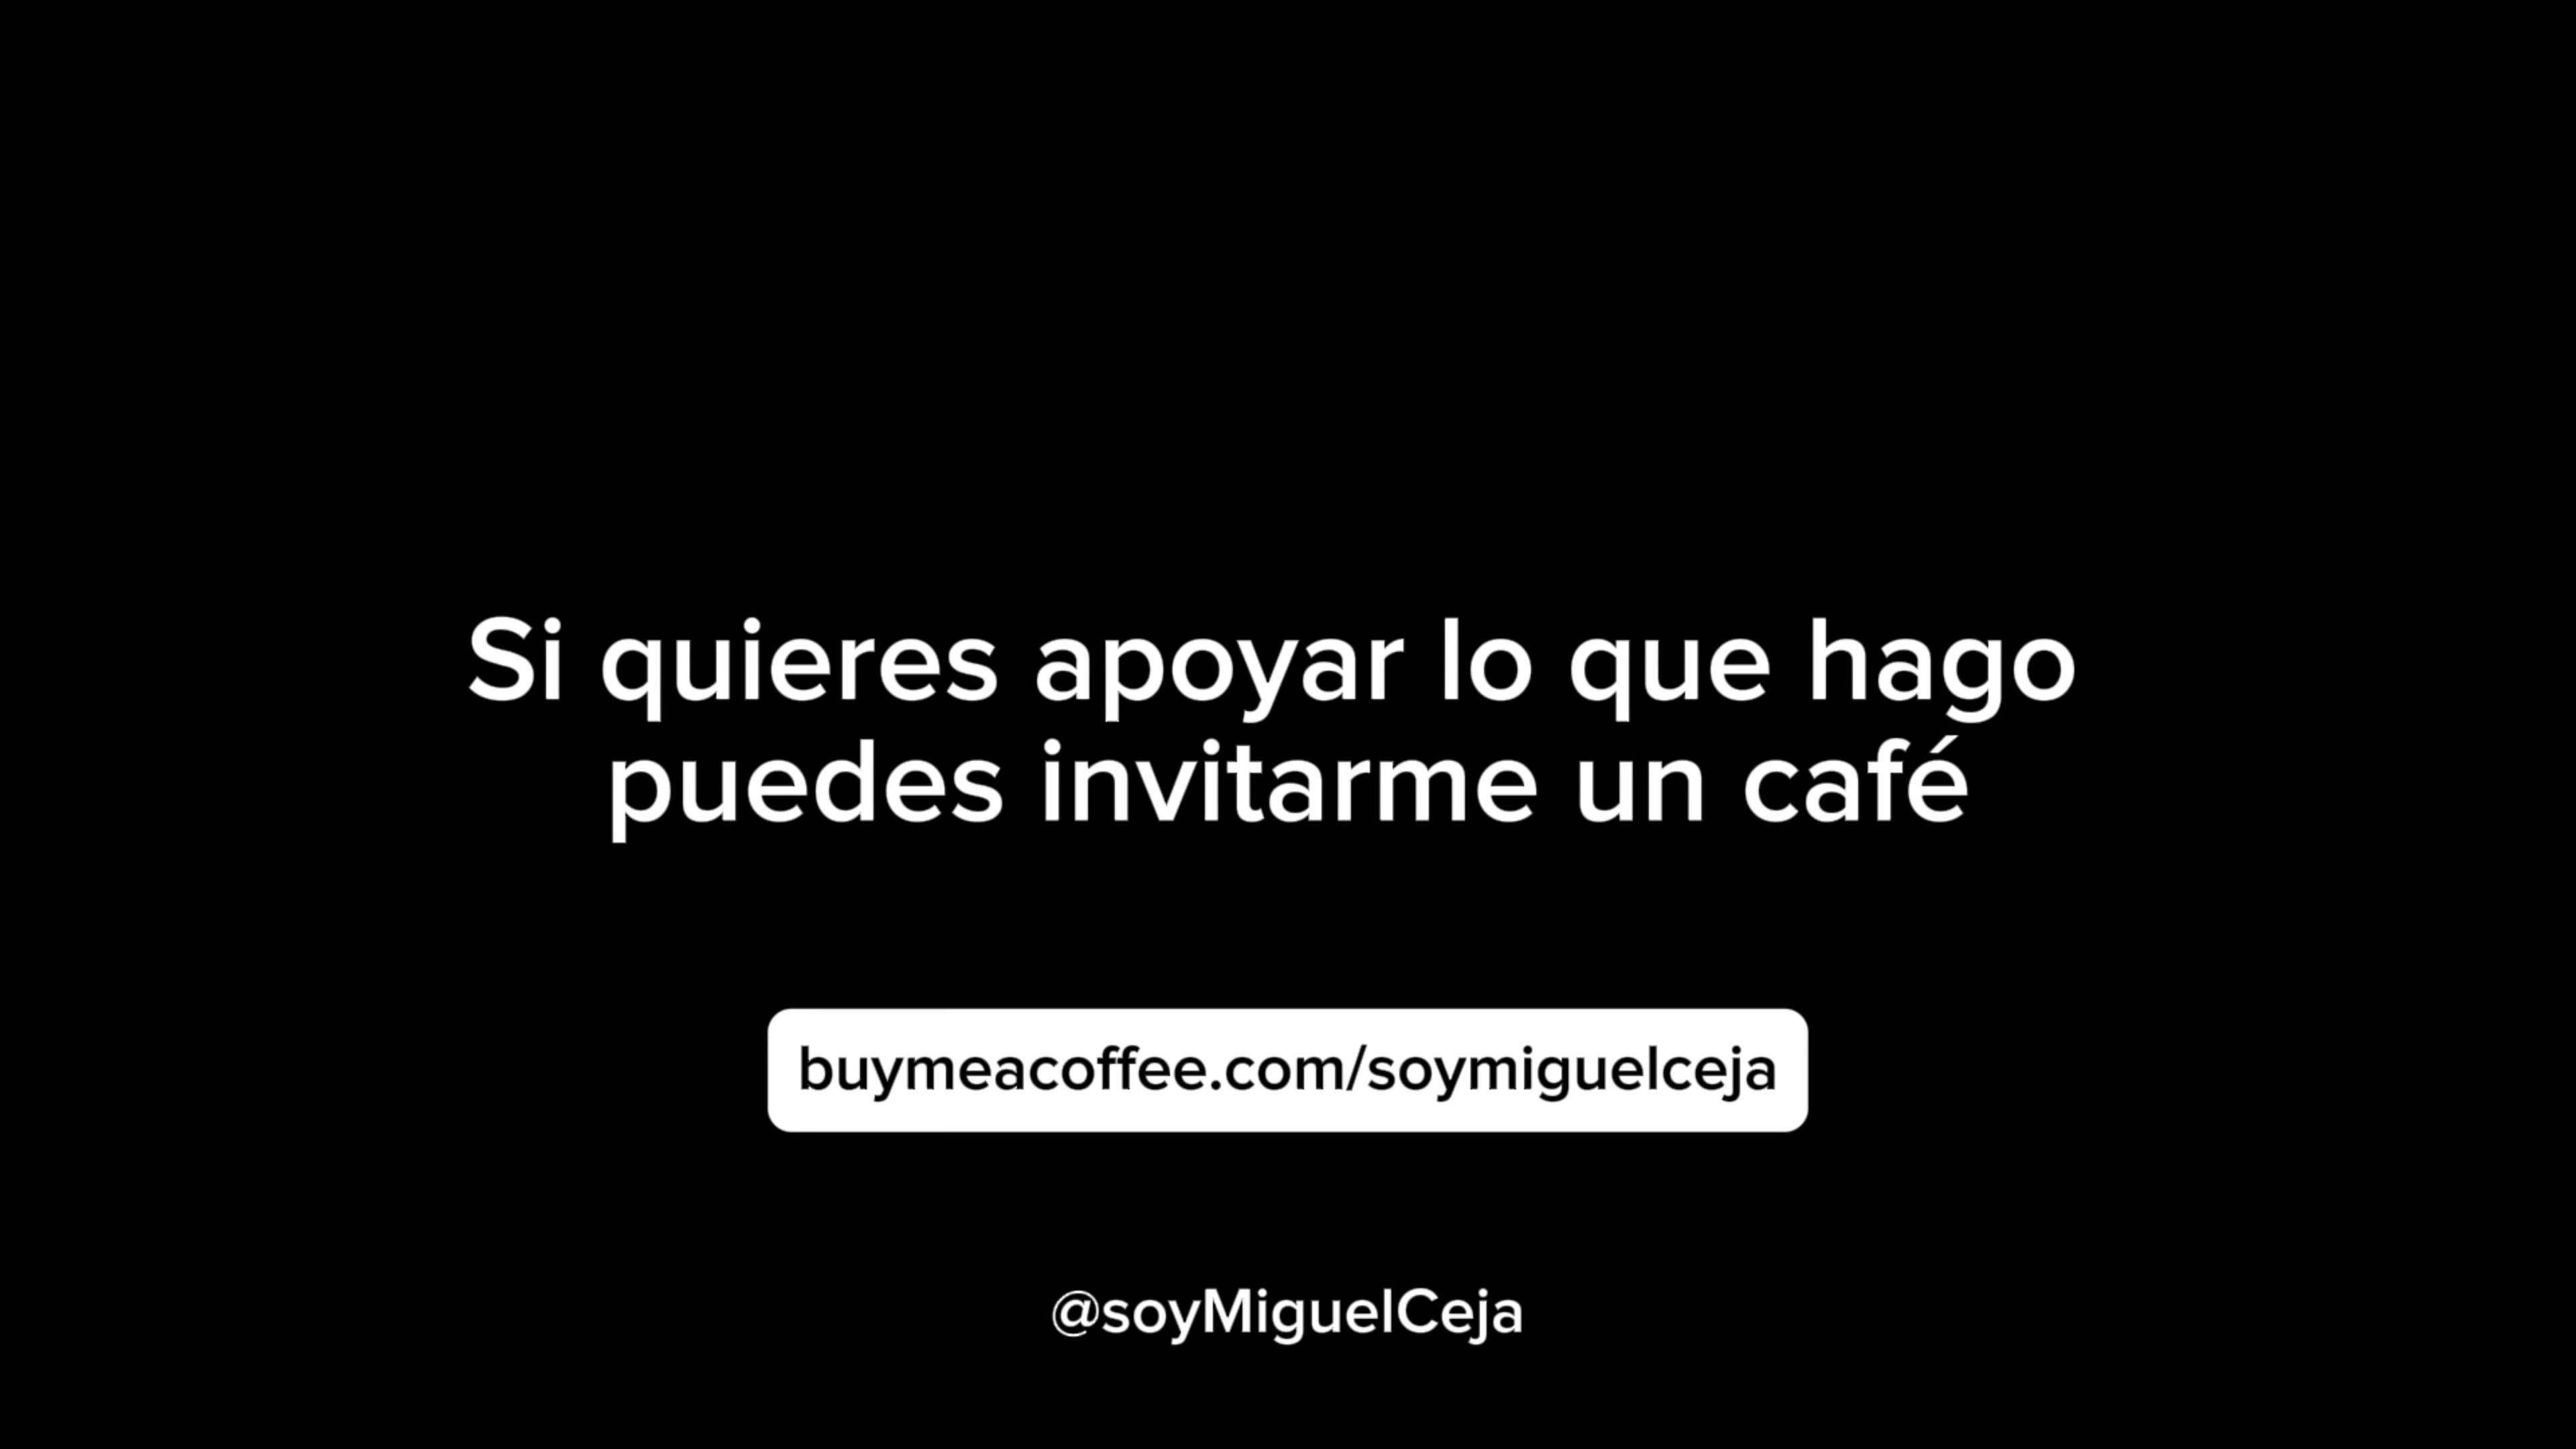 Si quieres apoyar lo que hago
puedes invitarme un café
buymeacoffee.com/soymiguelceja
@soyMiguelCeja